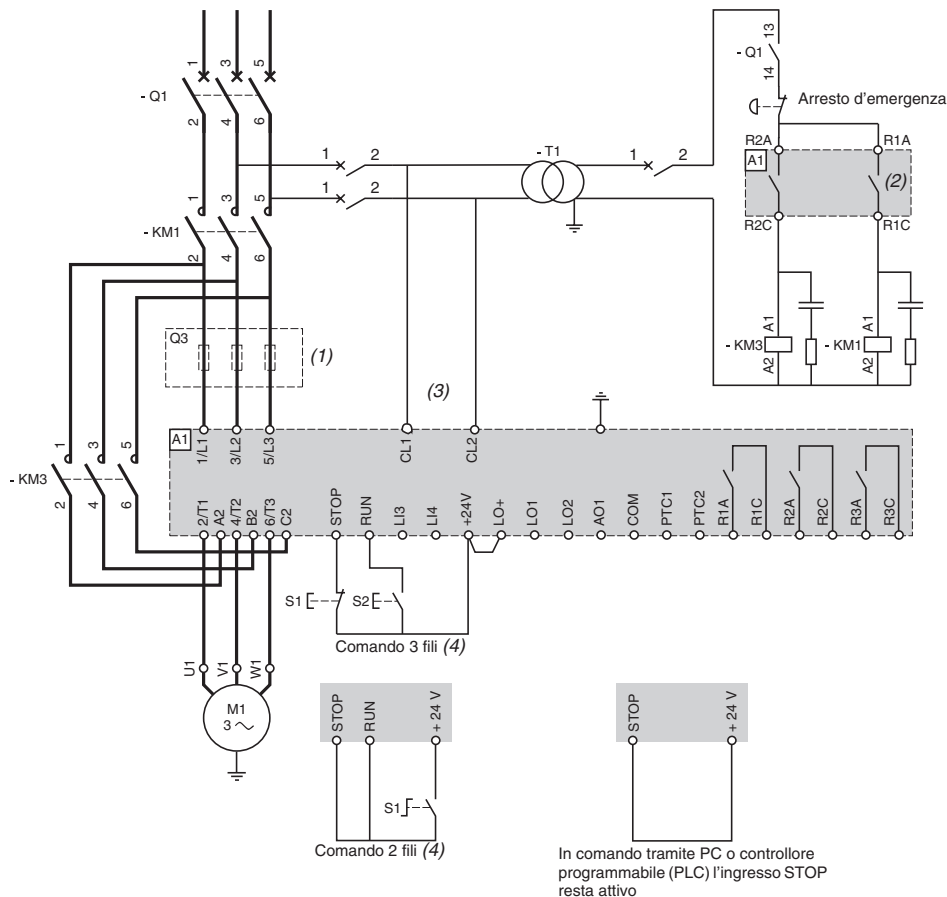 1 3 5
- Q1
2 4 6
13
- Q1
14
Arresto d'emergenza
1 2
- T1
1 2
1 2
R2A R1A
A1
(2)
R2C R1C
1 3 5
- KM1
2 4 6
A1 A1
- KM3 - KM1
A2 A2
Q3
(1)
(3)
A1
1/L1 3/L2 5/L3 CL1 CL2
1 3 5
- KM3
2 4 6
2/T1 A2 4/T2 B2 6/T3 C2 STOP RUN LI3 LI4 +24V LO+ LO1 LO2 AO1 COM PTC1 PTC2 R1A R1C R2A R2C R3A R3C
S1 S2
Comando 3 fili (4)
U1 V1 W1
M1
3
STOP RUN + 24 V
S1
Comando 2 fili (4)
STOP + 24 V
In comando tramite PC o controllore
programmabile (PLC) l'ingresso STOP
resta attivo